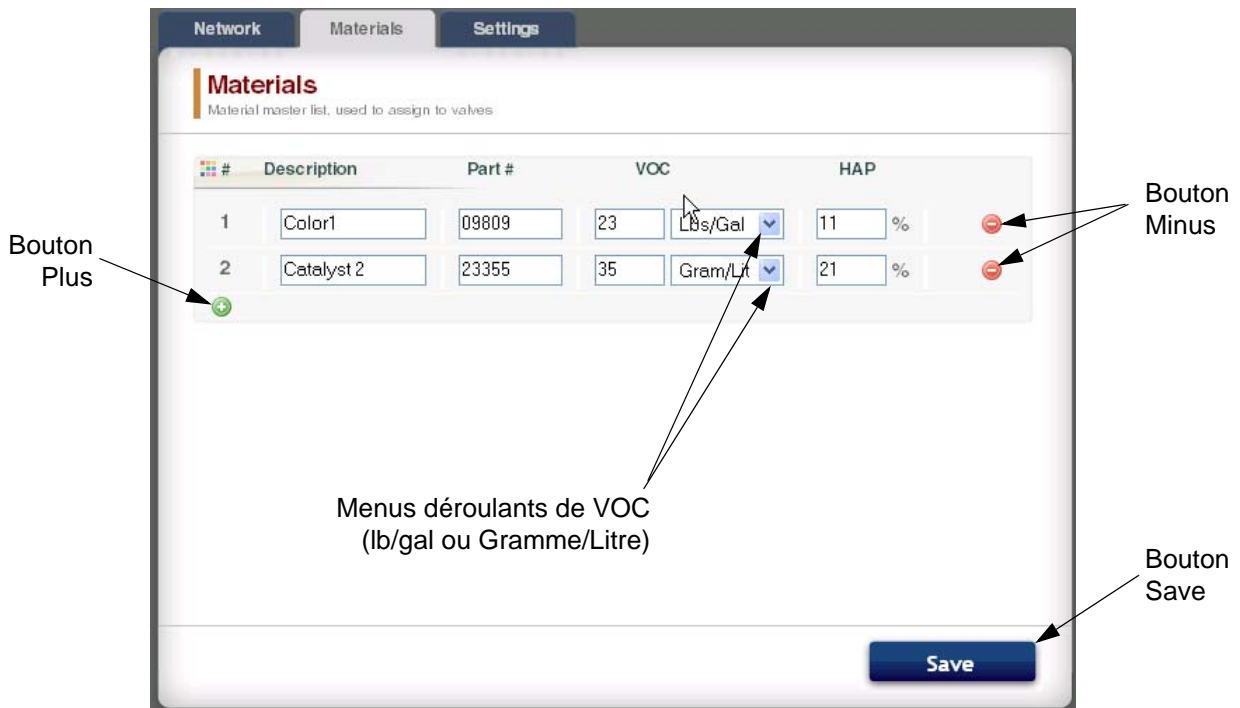 Network Materials Settings
Materials
Material master list, used to assign to valves
# Description Part # VOC HAP
1 Color1 09809 23 Lbs/Gal 11 %
2 Catalyst 2 23355 35 Gram/Lit 21 %
Bouton
Minus
Bouton
Plus
Menus déroulants de VOC
(lb/gal ou Gramme/Litre)
Bouton
Save
Save